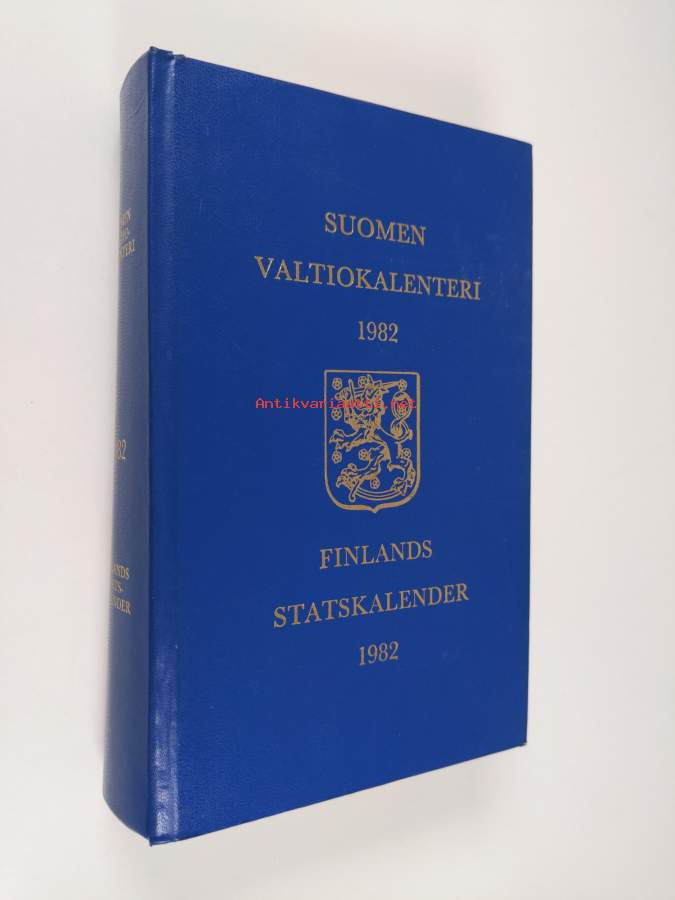 SUOMEN
VALTIOKALENTERI
1982
Antikvariaatti.net
FINLANDS
STATSKALENDER
1982